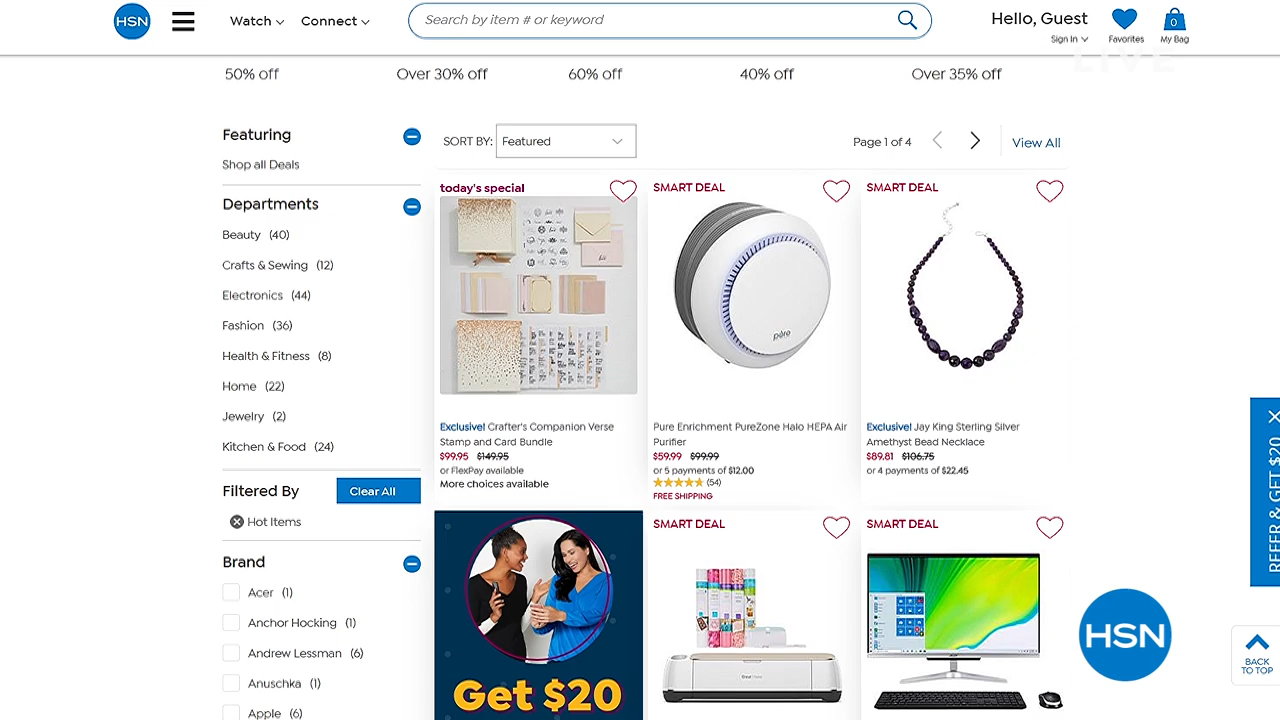 HSN
Watch
Connect
Search by item # or keyword
Hello, Guest
Sign In
Favorites
0
My Bag
LIVE
50% off
Over 30% off
60% off
40% off
Over 35% off
Featuring
Shop all Deals
Departments
Beauty (40)
Crafts & Sewing (12)
Electronics (44)
Fashion (36)
Health & Fitness (8)
Home (22)
Jewelry (2)
Kitchen & Food (24)
Filtered By
Clear All
Hot Items
Brand
Acer (1)
Anchor Hocking (1)
Andrew Lessman (6)
SORT BY:
Featured
Page 1 of 4
View All
today's special
Exclusive! Crafter's Companion Verse
Stamp and Card Bundle
$99.95 $149.95
or FlexPay available
More choices available
SMART DEAL
pure
Pure Enrichment PureZone Halo HEPA Air
Purifier
$59.99 $99.99
or 5 payments of $12.00
(54)
FREE SHIPPING
SMART DEAL
Exclusive! Jay King Sterling Silver
Amethyst Bead Necklace
$89.81 $106.75
or 4 payments of $22.45
Get $20
SMART DEAL
SMART DEAL
REFER & GET $20
HSN
BACK
TO TOP